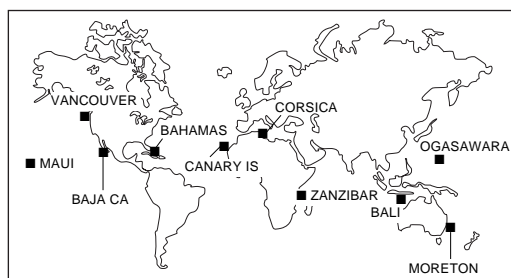 VANCOUVER
CORSICA
BAHAMAS
OGASAWARA
MAUI
CANARY IS
BAJA CA
ZANZIBAR
BALI
MORETON